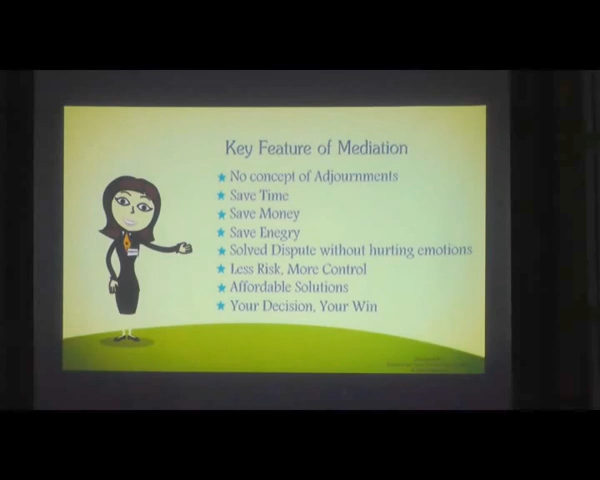 Key Feature of Mediation
No concept of Adjournments
Save Time
Save Money
Save Enegry
Solved Dispute without hurting emotions
Less Risk, More Control
Affordable Solutions
Your Decision, Your Win